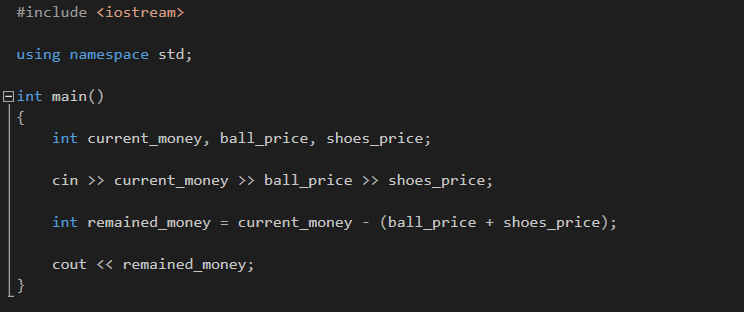 #include <iostream>
using namespace std;
int main()
{
int current_money, ball_price, shoes_price;
cin >> current_money >> ball_price >> shoes_price;
int remained_money = current_money - (ball_price + shoes_price);
cout << remained_money;
}